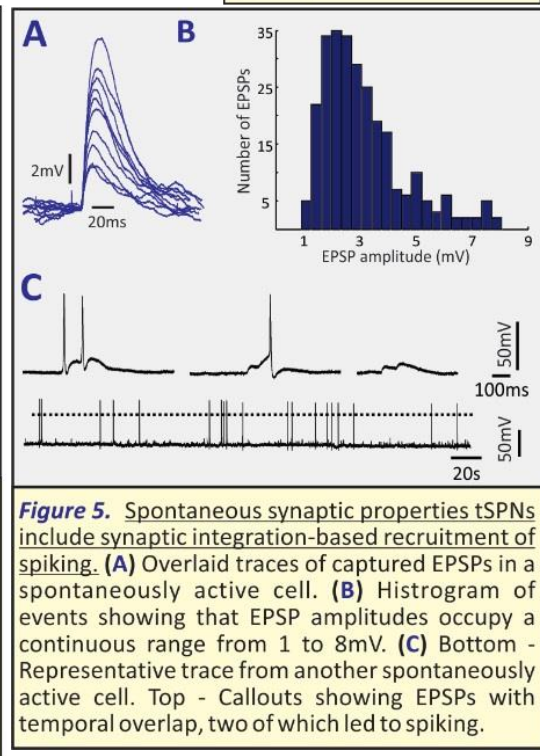 A
B
2mV
20ms
Number of EPSPs
35
25
15
5
1 3 5 7 9
EPSP amplitude (mV)
C
50mV
100ms
50mV
20s
Figure 5. Spontaneous synaptic properties tSPNs
include synaptic integration-based recruitment of
spiking. (A) Overlaid traces of captured EPSPs in a
spontaneously active cell. (B) Histrogram of
events showing that EPSP amplitudes occupy a
continuous range from 1 to 8mV. (C) Bottom -
Representative trace from another spontaneously
active cell. Top - Callouts showing EPSPs with
temporal overlap, two of which led to spiking.